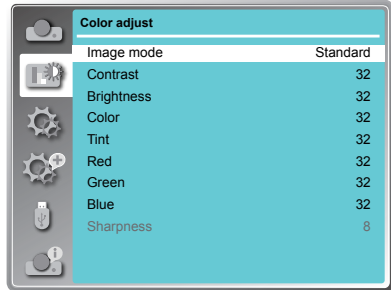 Color adjust
Image mode Standard
Contrast 32
Brightness 32
Color 32
Tint 32
Red 32
Green 32
Blue 32
Sharpness 8